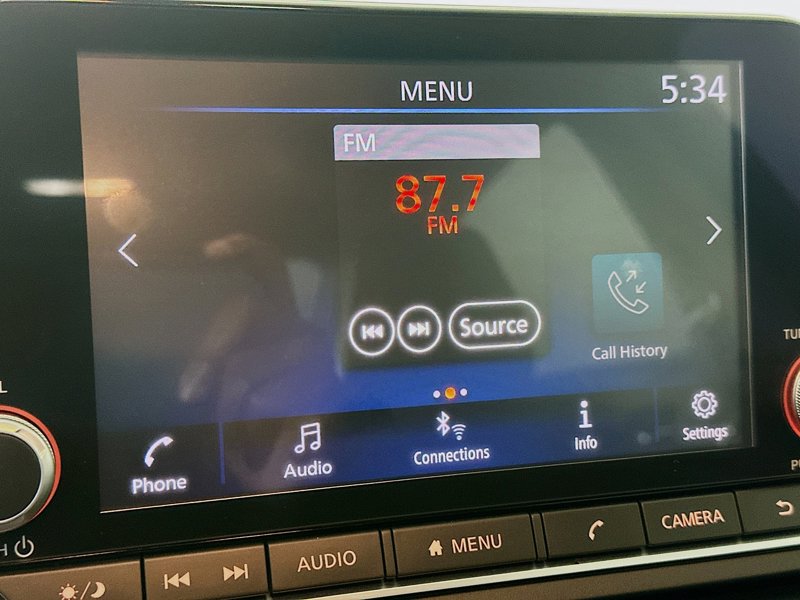 MENU
5:34
FM
87.7
FM
Source
Call History
Phone
Audio
Connections
Info
Settings
AUDIO
MENU
CAMERA